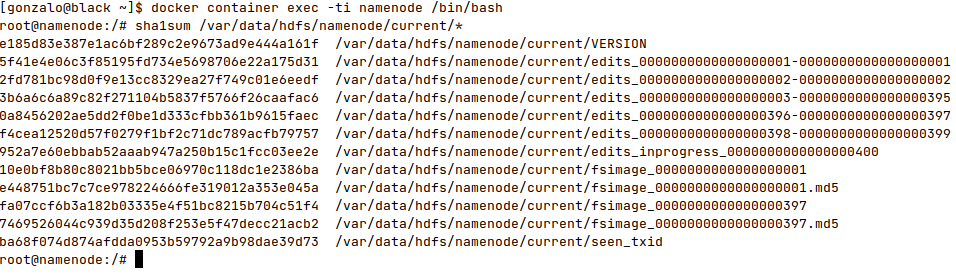 [gonzalo@black ~]$ docker container exec -ti namenode /bin/bash
root@namenode:/# sha1sum /var/data/hdfs/namenode/current/*
e185d83e387e1ac6bf289c2e9673ad9e444a161f  /var/data/hdfs/namenode/current/VERSION
5f41e4e06c3f85195fd734e5698706e22a175d31  /var/data/hdfs/namenode/current/edits_0000000000000000001-0000000000000000001
2fd781bc98d0f9e13cc8329ea27f749c01e6eedf  /var/data/hdfs/namenode/current/edits_0000000000000000002-0000000000000000002
3b6a6c6a89c82f271104b5837f5766f26caafac6  /var/data/hdfs/namenode/current/edits_0000000000000000003-0000000000000000395
0a8456202ae5dd2f0be1d333cfbb361b9615faec  /var/data/hdfs/namenode/current/edits_0000000000000000396-0000000000000000397
f4cea12520d57f0279f1bf2c71dc789acfb79757  /var/data/hdfs/namenode/current/edits_0000000000000000398-0000000000000000399
952a7e60ebbab52aaab947a250b15c1fcc03ee2e  /var/data/hdfs/namenode/current/edits_inprogress_0000000000000000400
10e0bf8b80c8021bb5bce06970c118dc1e2386ba  /var/data/hdfs/namenode/current/fsimage_0000000000000000001
e448751bc7c7ce978224666fe319012a353e045a  /var/data/hdfs/namenode/current/fsimage_0000000000000000001.md5
fa07ccf6b3a182b03335e4f51bc8215b704c51f4  /var/data/hdfs/namenode/current/fsimage_0000000000000000397
7469526044c939d35d208f253e5f47decc21acb2  /var/data/hdfs/namenode/current/fsimage_0000000000000000397.md5
ba68f074d874afdda0953b59792a9b98dae39d73  /var/data/hdfs/namenode/current/seen_txid
root@namenode:/#